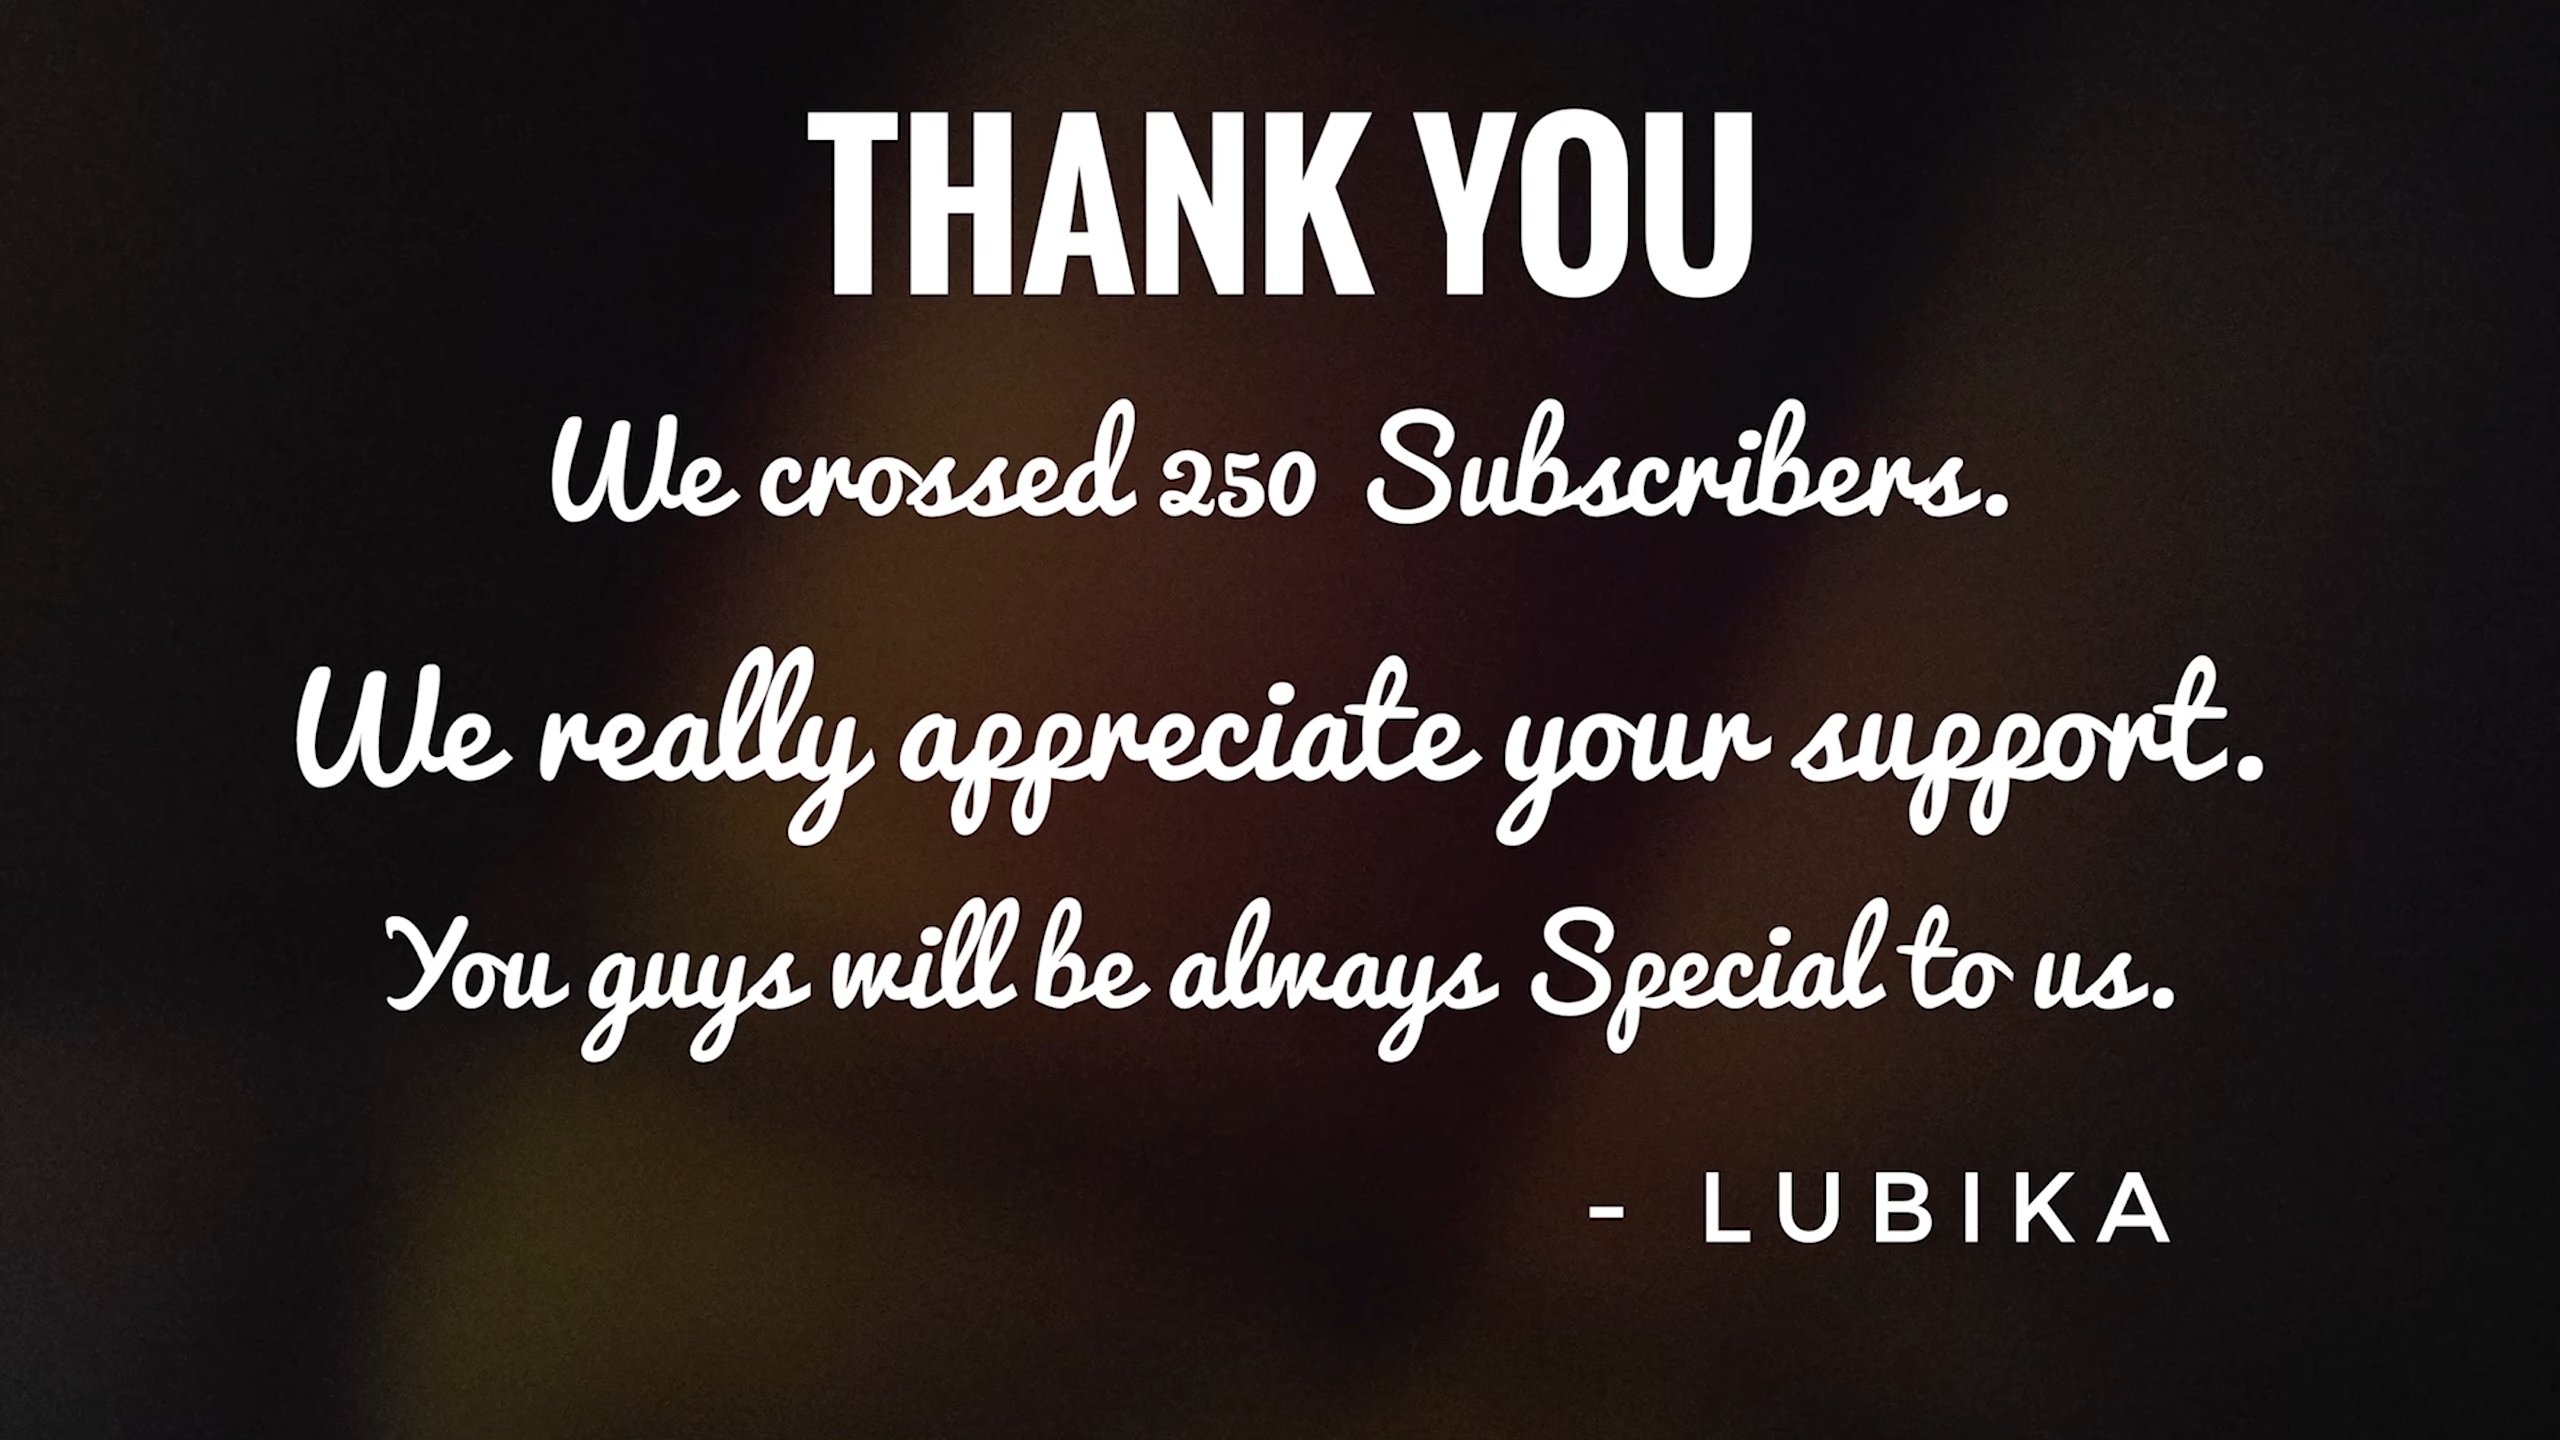 THANK YOU
We crossed 250 Subscribers.
We really appreciate your support.
You guys will be always Special to us.
- LUBIKA